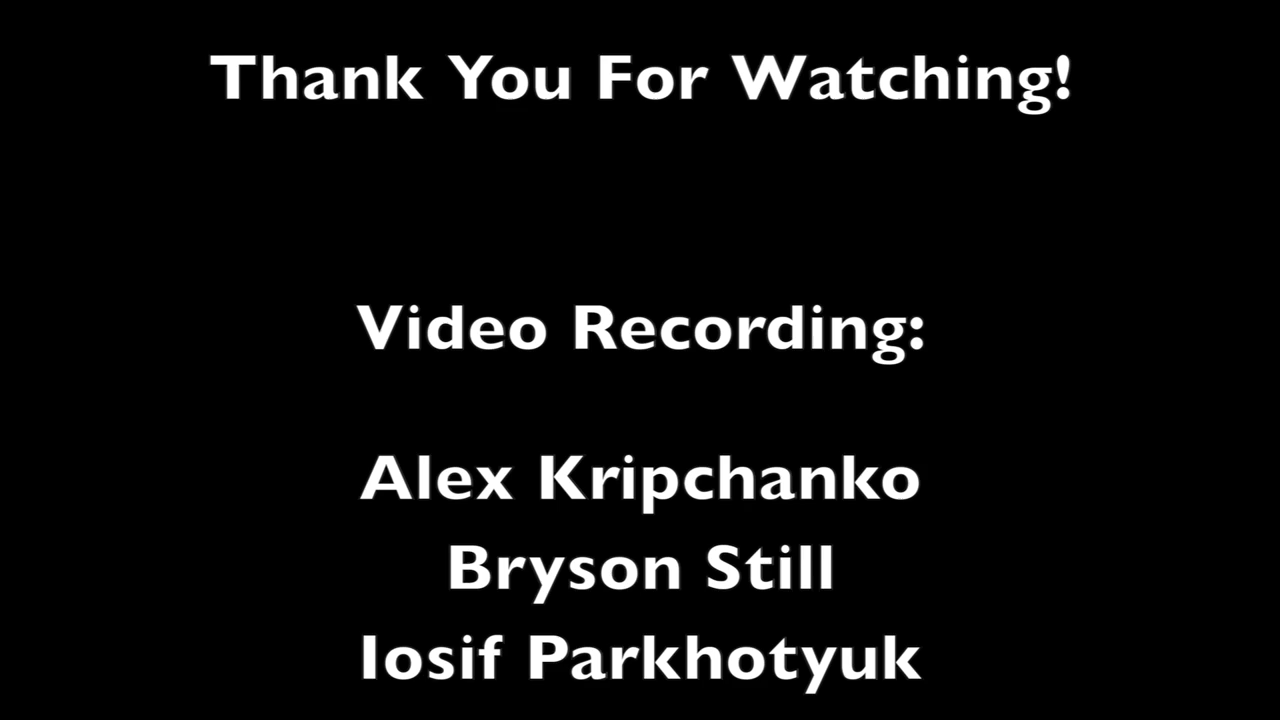 Thank You For Watching!
Video Recording:
Alex Kripchanko
Bryson Still
Iosif Parkhotyuk